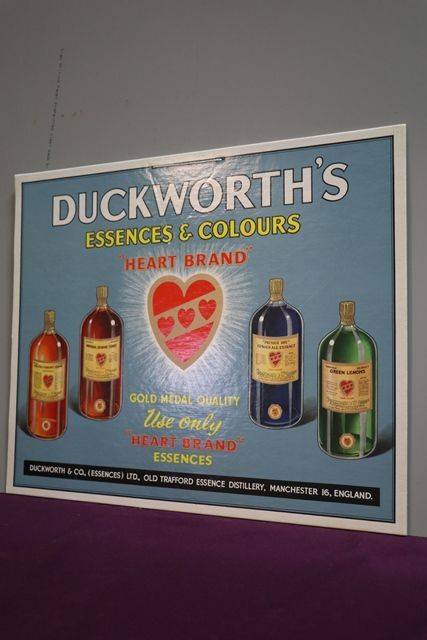 DUCKWORTH'S
ESSENCES & COLOURS
"HEART BRAND"
GREEN LEMONS
GOLD MEDAL QUALITY
Use only
"HEART BRAND"
ESSENCES
DUCKWORTH & CO., (ESSENCES) LTD., OLD TRAFFORD ESSENCE DISTILLERY, MANCHESTER 16, ENGLAND.